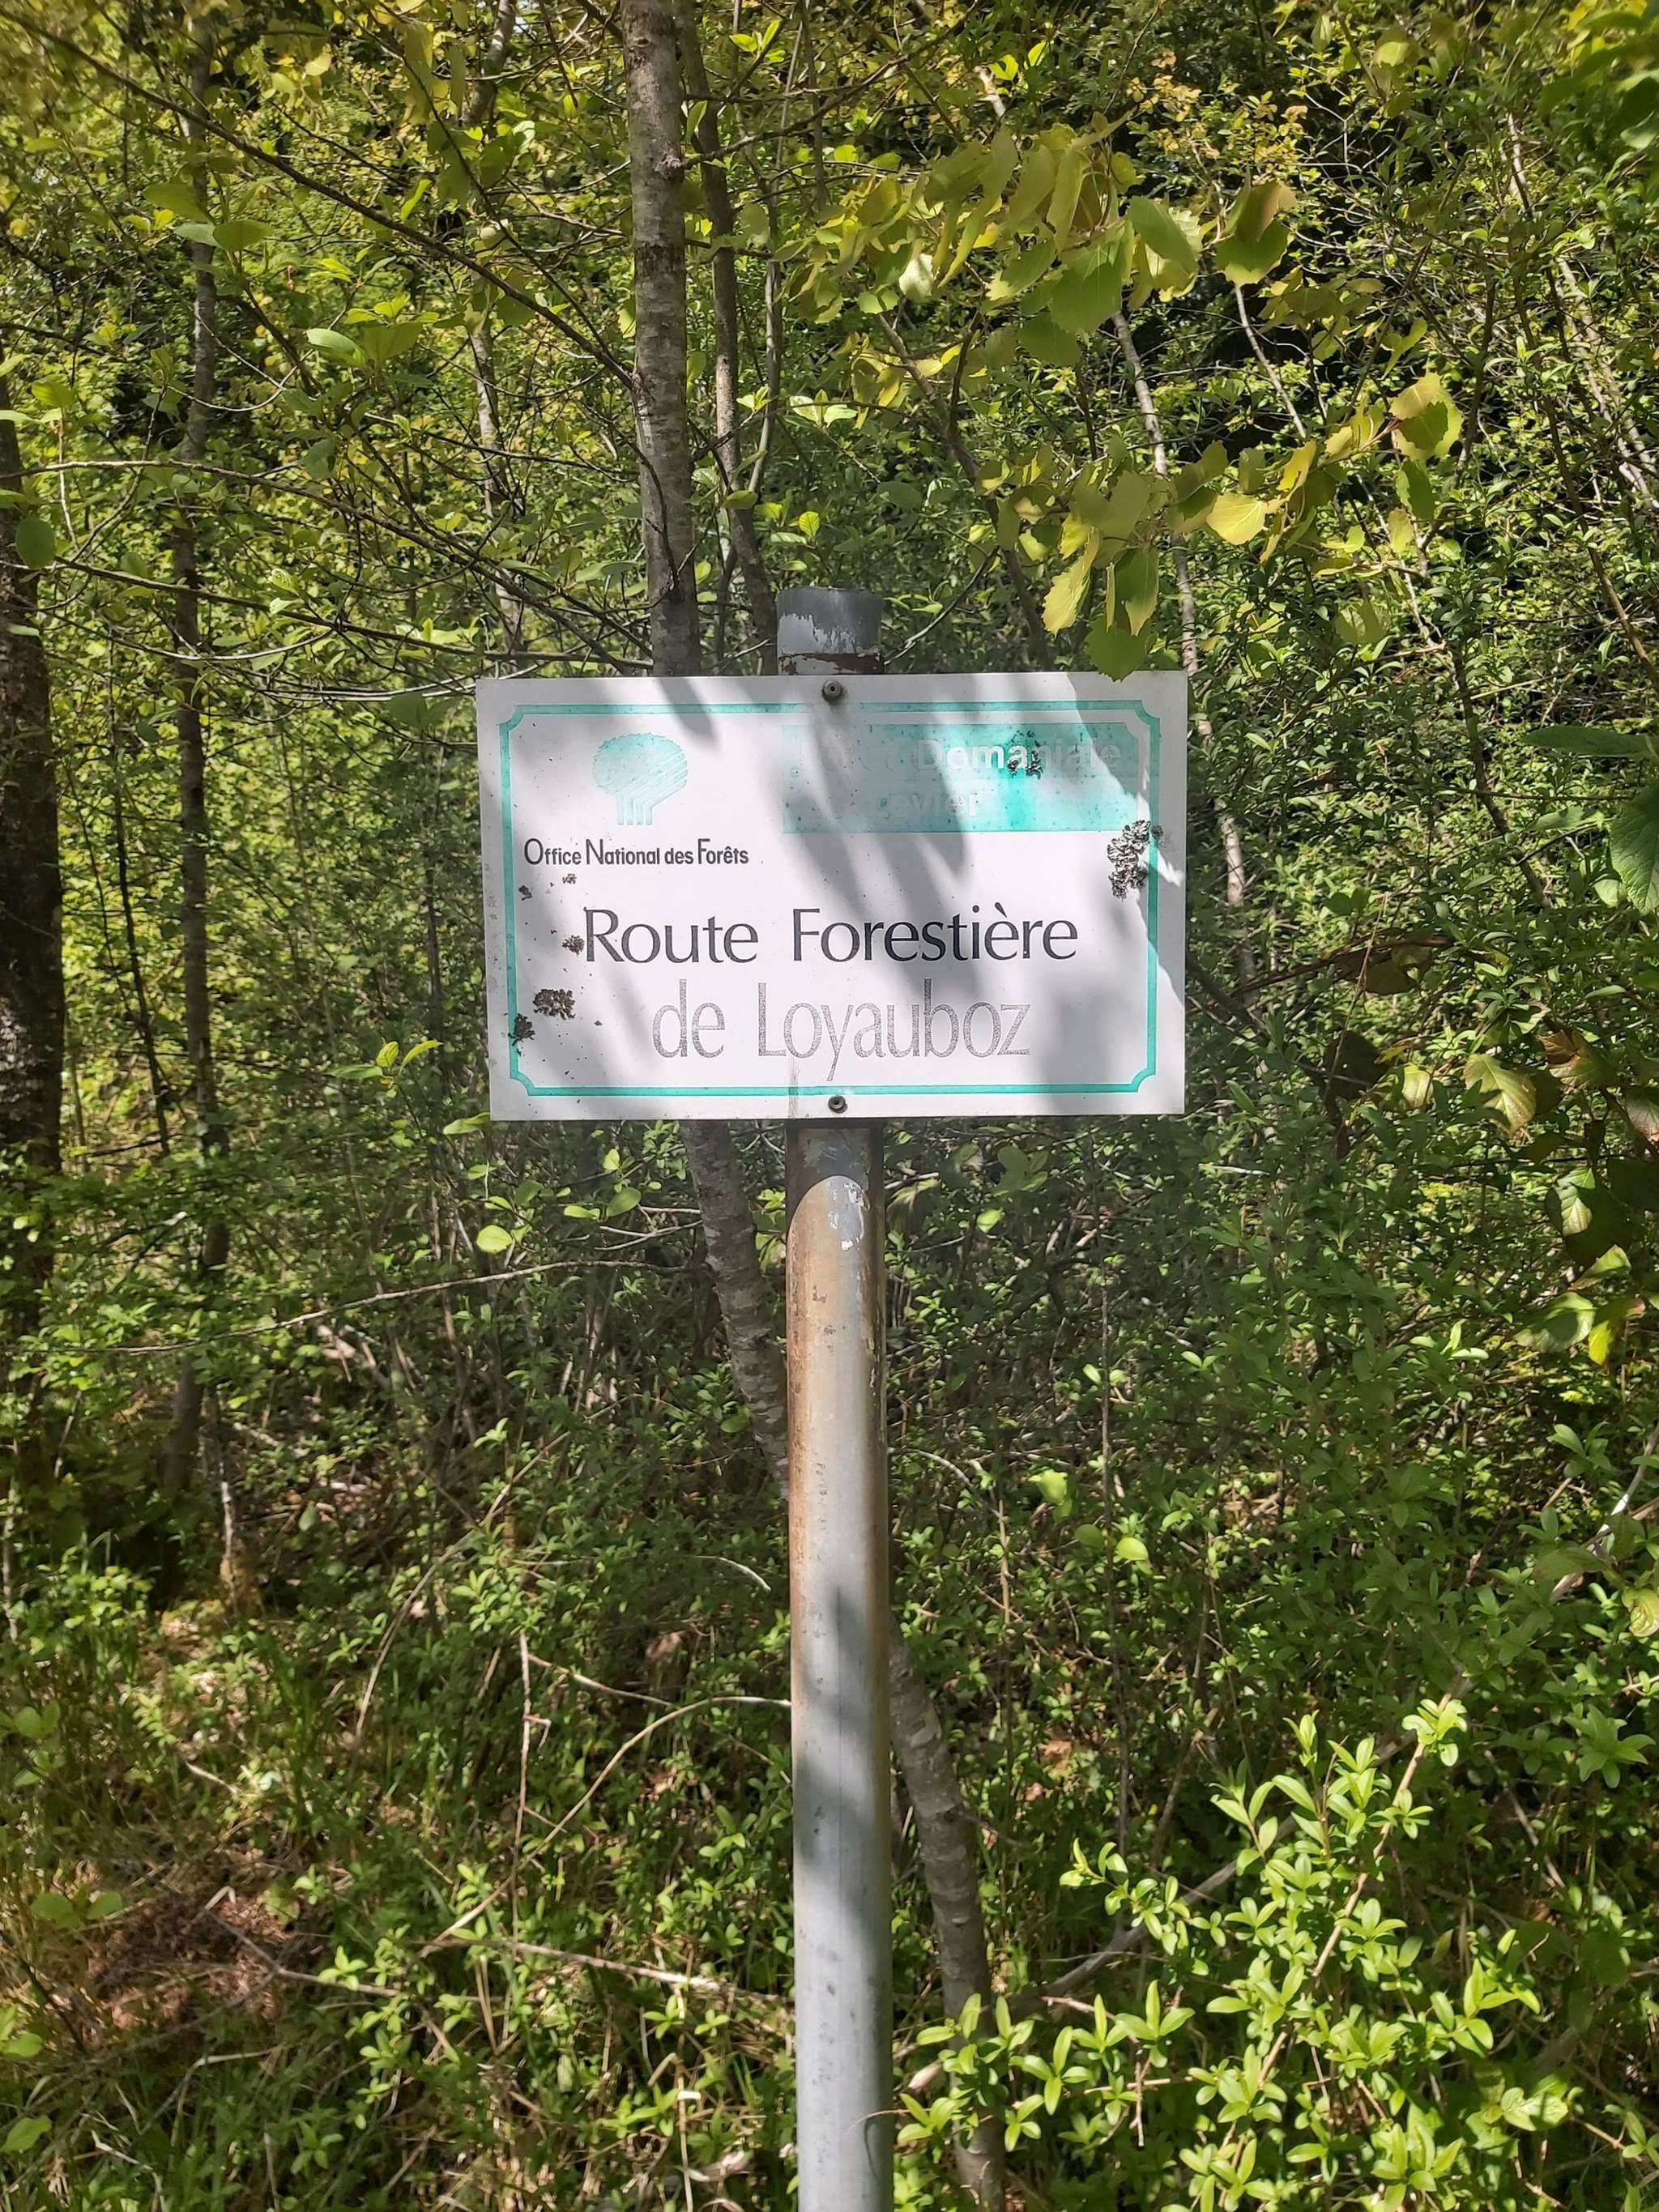 Domaniale
Office National des Forêts
Route Forestière
de Loyauboz